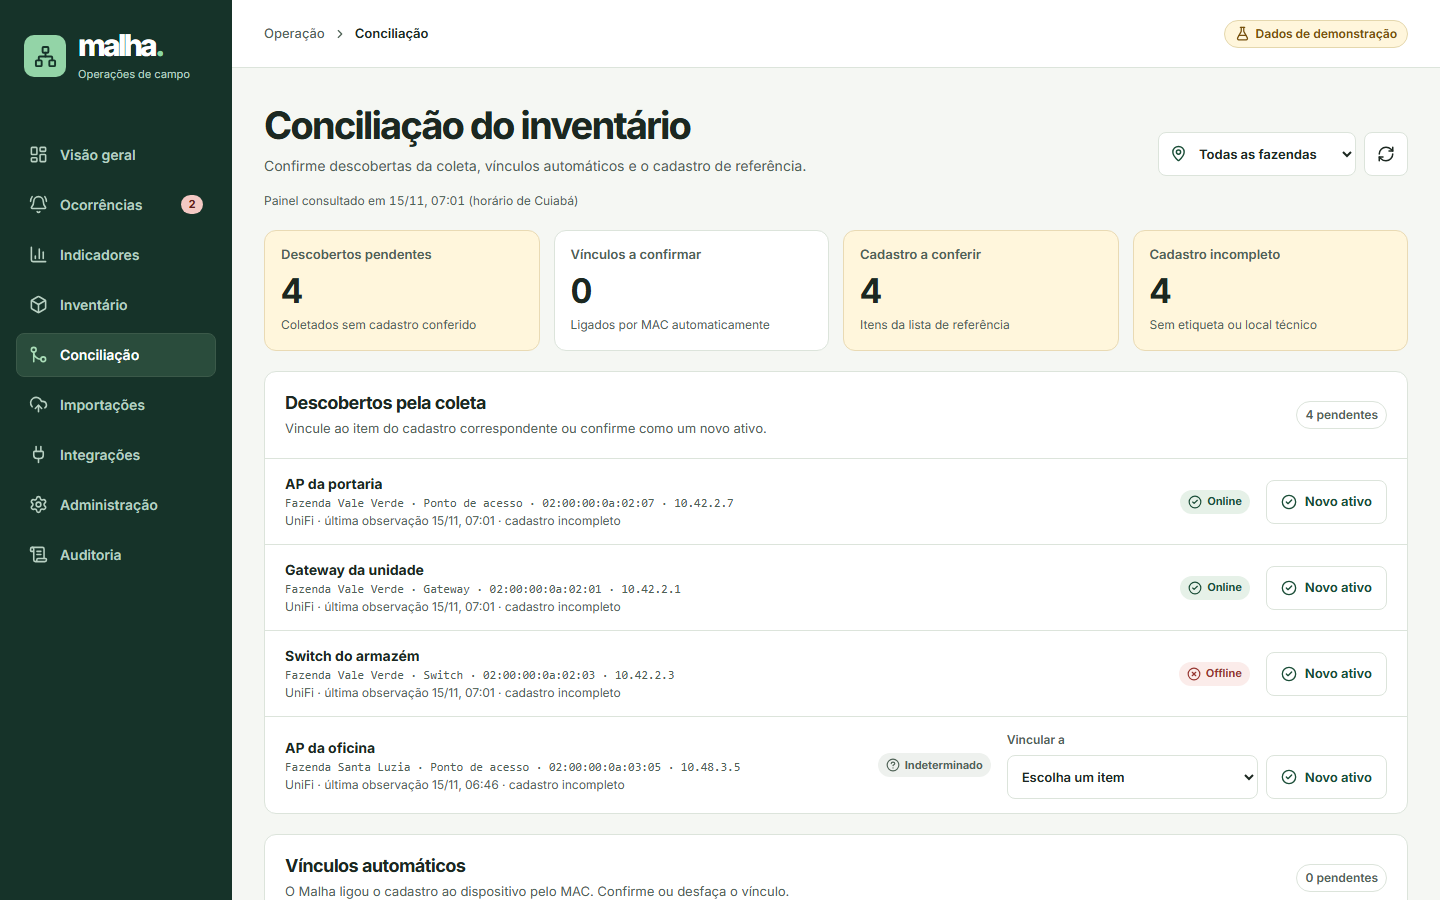 malha.
Operações de campo
Visão geral
Ocorrências 2
Indicadores
Inventário
Conciliação
Importações
Integrações
Administração
Auditoria
Operação > Conciliação
Dados de demonstração
Conciliação do inventário
Confirme descobertas da coleta, vínculos automáticos e o cadastro de referência.
Painel consultado em 15/11, 07:01 (horário de Cuiabá)
Todas as fazendas
Descobertos pendentes
4
Coletados sem cadastro conferido
Vínculos a confirmar
0
Ligados por MAC automaticamente
Cadastro a conferir
4
Itens da lista de referência
Cadastro incompleto
4
Sem etiqueta ou local técnico
Descobertos pela coleta
Vincule ao item do cadastro correspondente ou confirme como um novo ativo.
4 pendentes
AP da portaria
Fazenda Vale Verde · Ponto de acesso · 02:00:00:0a:02:07 · 10.42.2.7
UniFi · última observação 15/11, 07:01 · cadastro incompleto
Online
Novo ativo
Gateway da unidade
Fazenda Vale Verde · Gateway · 02:00:00:0a:02:01 · 10.42.2.1
UniFi · última observação 15/11, 07:01 · cadastro incompleto
Online
Novo ativo
Switch do armazém
Fazenda Vale Verde · Switch · 02:00:00:0a:02:03 · 10.42.2.3
UniFi · última observação 15/11, 07:01 · cadastro incompleto
Offline
Novo ativo
AP da oficina
Fazenda Santa Luzia · Ponto de acesso · 02:00:00:0a:03:05 · 10.48.3.5
UniFi · última observação 15/11, 06:46 · cadastro incompleto
Indeterminado
Vincular a
Escolha um item
Novo ativo
Vínculos automáticos
O Malha ligou o cadastro ao dispositivo pelo MAC. Confirme ou desfaça o vínculo.
0 pendentes